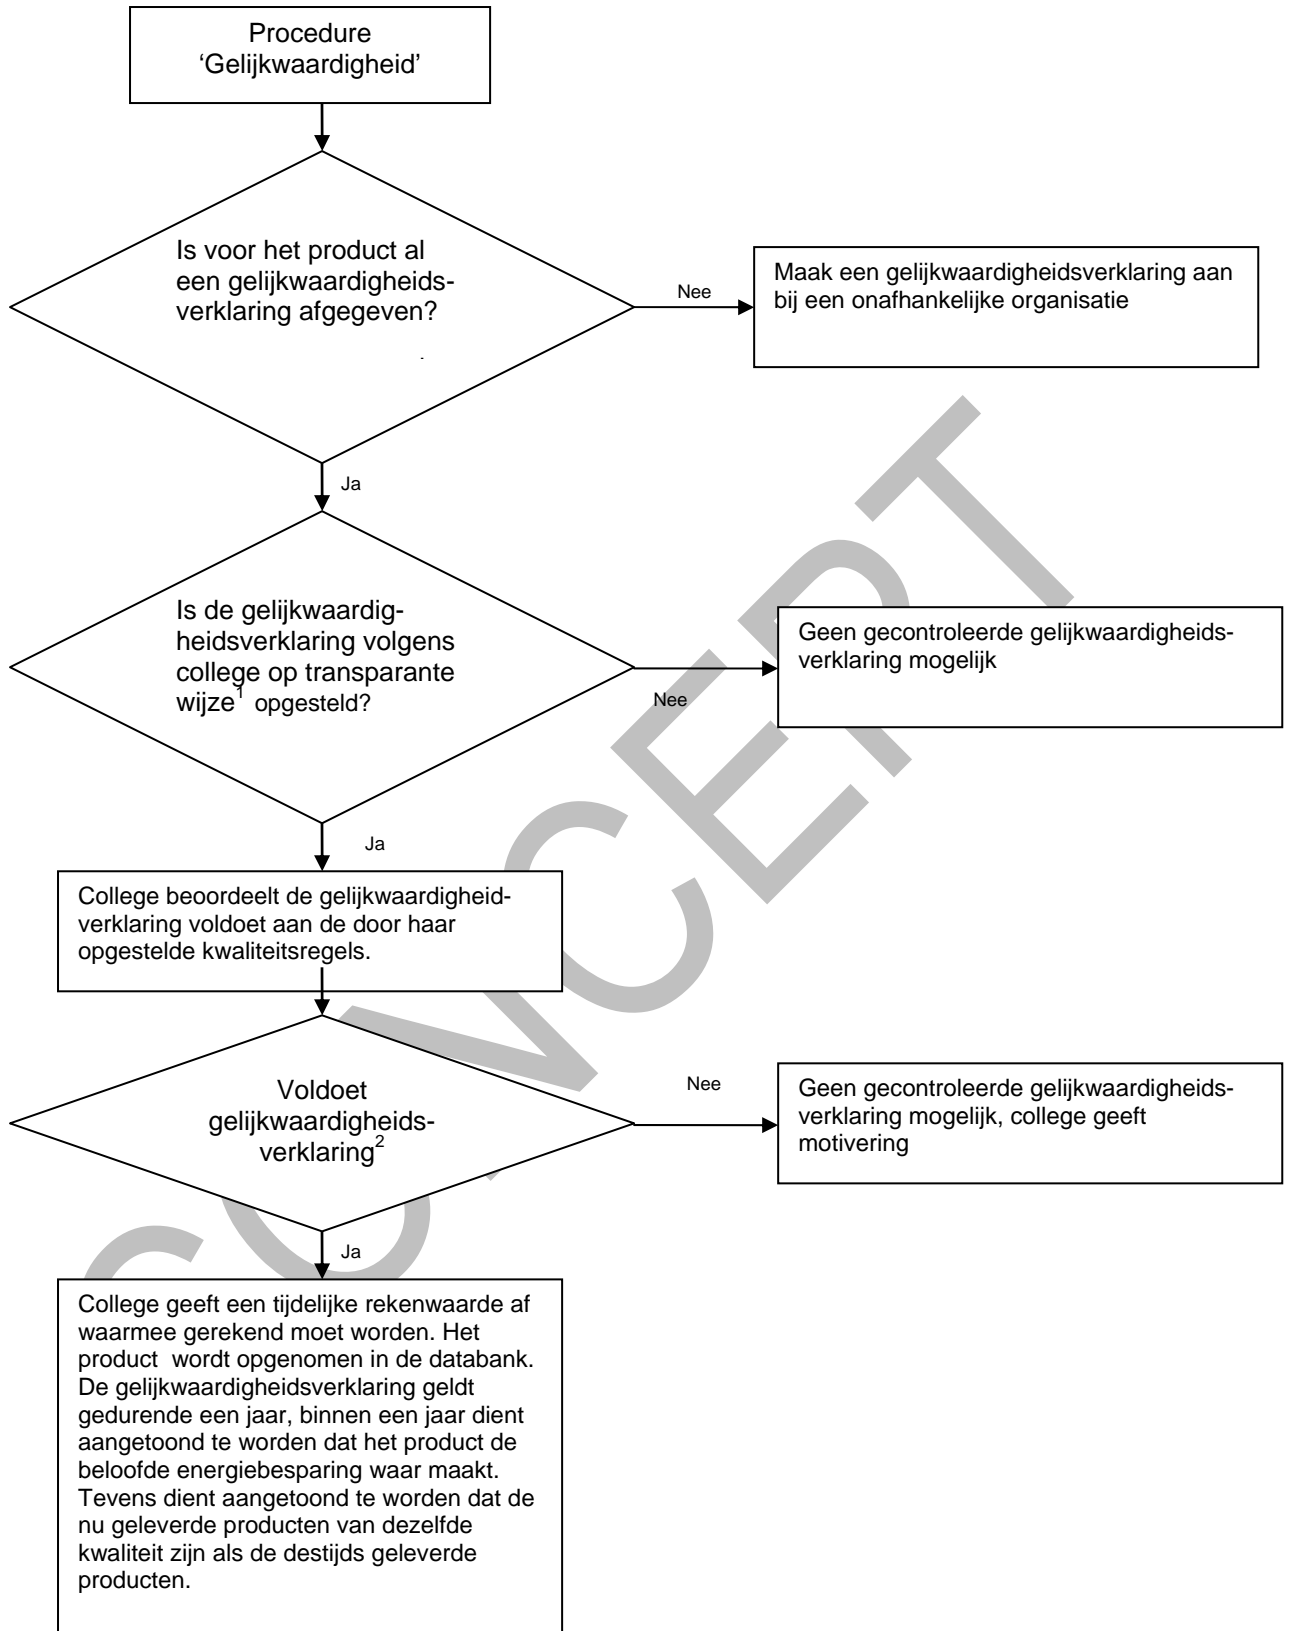 Procedure
‘Gelijkwaardigheid’
Is voor het product al
een gelijkwaardigheids-
verklaring afgegeven?
Nee
Maak een gelijkwaardigheidsverklaring aan
bij een onafhankelijke organisatie
Ja
Is de gelijkwaardig-
heidsverklaring volgens
college op transparante
wijze1 opgesteld?
Nee
Geen gecontroleerde gelijkwaardigheids-
verklaring mogelijk
Ja
College beoordeelt de gelijkwaardigheid-
verklaring voldoet aan de door haar
opgestelde kwaliteitsregels.
Voldoet
gelijkwaardigheids-
verklaring2
Nee
Geen gecontroleerde gelijkwaardigheids-
verklaring mogelijk, college geeft
motivering
Ja
College geeft een tijdelijke rekenwaarde af
waarmee gerekend moet worden. Het
product wordt opgenomen in de databank.
De gelijkwaardigheidsverklaring geldt
gedurende een jaar, binnen een jaar dient
aangetoond te worden dat het product de
beloofde energiebesparing waar maakt.
Tevens dient aangetoond te worden dat de
nu geleverde producten van dezelfde
kwaliteit zijn als de destijds geleverde
producten.
CONCEPT